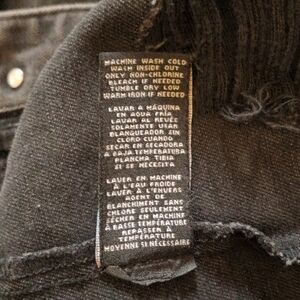 MACHINE WASH COLD
WASH INSIDE OUT
ONLY NON-CHLORINE
BLEACH IF NEEDED
TUMBLE DRY LOW
WARM IRON IF NEEDED
LAVAR A MÁQUINA
EN AGUA FRÍA
LAVAR AL REVÉS
SOLAMENTE USAR
BLANQUEADOR SIN
CLORO CUANDO
SECAR EN SECADORA
A BAJA TEMPERATURA
PLANCHA TIBIA
SI SE NECESITA
LAVER EN MACHINE
À L'EAU FROIDE
LAVER À L'ENVERS
AGENT DE
BLANCHIMENT SANS
CHLORE SEULEMENT
SÉCHER EN MACHINE
À BASSE TEMPÉRATURE
REPASSER À
TEMPÉRATURE
MOYENNE SI NÉCESSAIRE